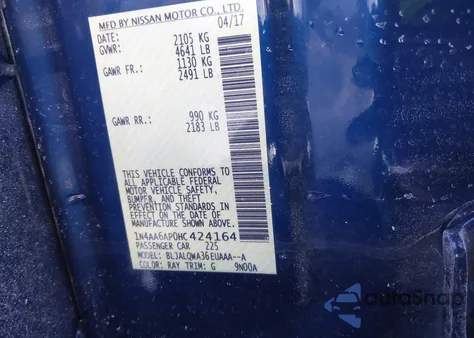 MFD BY NISSAN MOTOR CO., LTD.
DATE: 04/17
GVWR: 2105 KG
4641 LB
GAWR FR.: 1130 KG
2491 LB
GAWR RR.: 990 KG
2183 LB
THIS VEHICLE CONFORMS TO
ALL APPLICABLE FEDERAL
MOTOR VEHICLE SAFETY,
BUMPER, AND THEFT
PREVENTION STANDARDS IN
EFFECT ON THE DATE OF
MANUFACTURE SHOWN ABOVE.
1N4AA6AP0HC424164
PASSENGER CAR 225
BLJALQWA36EUAAA--A
COLOR: RAY TRIM: G 9N00A
autoSnap